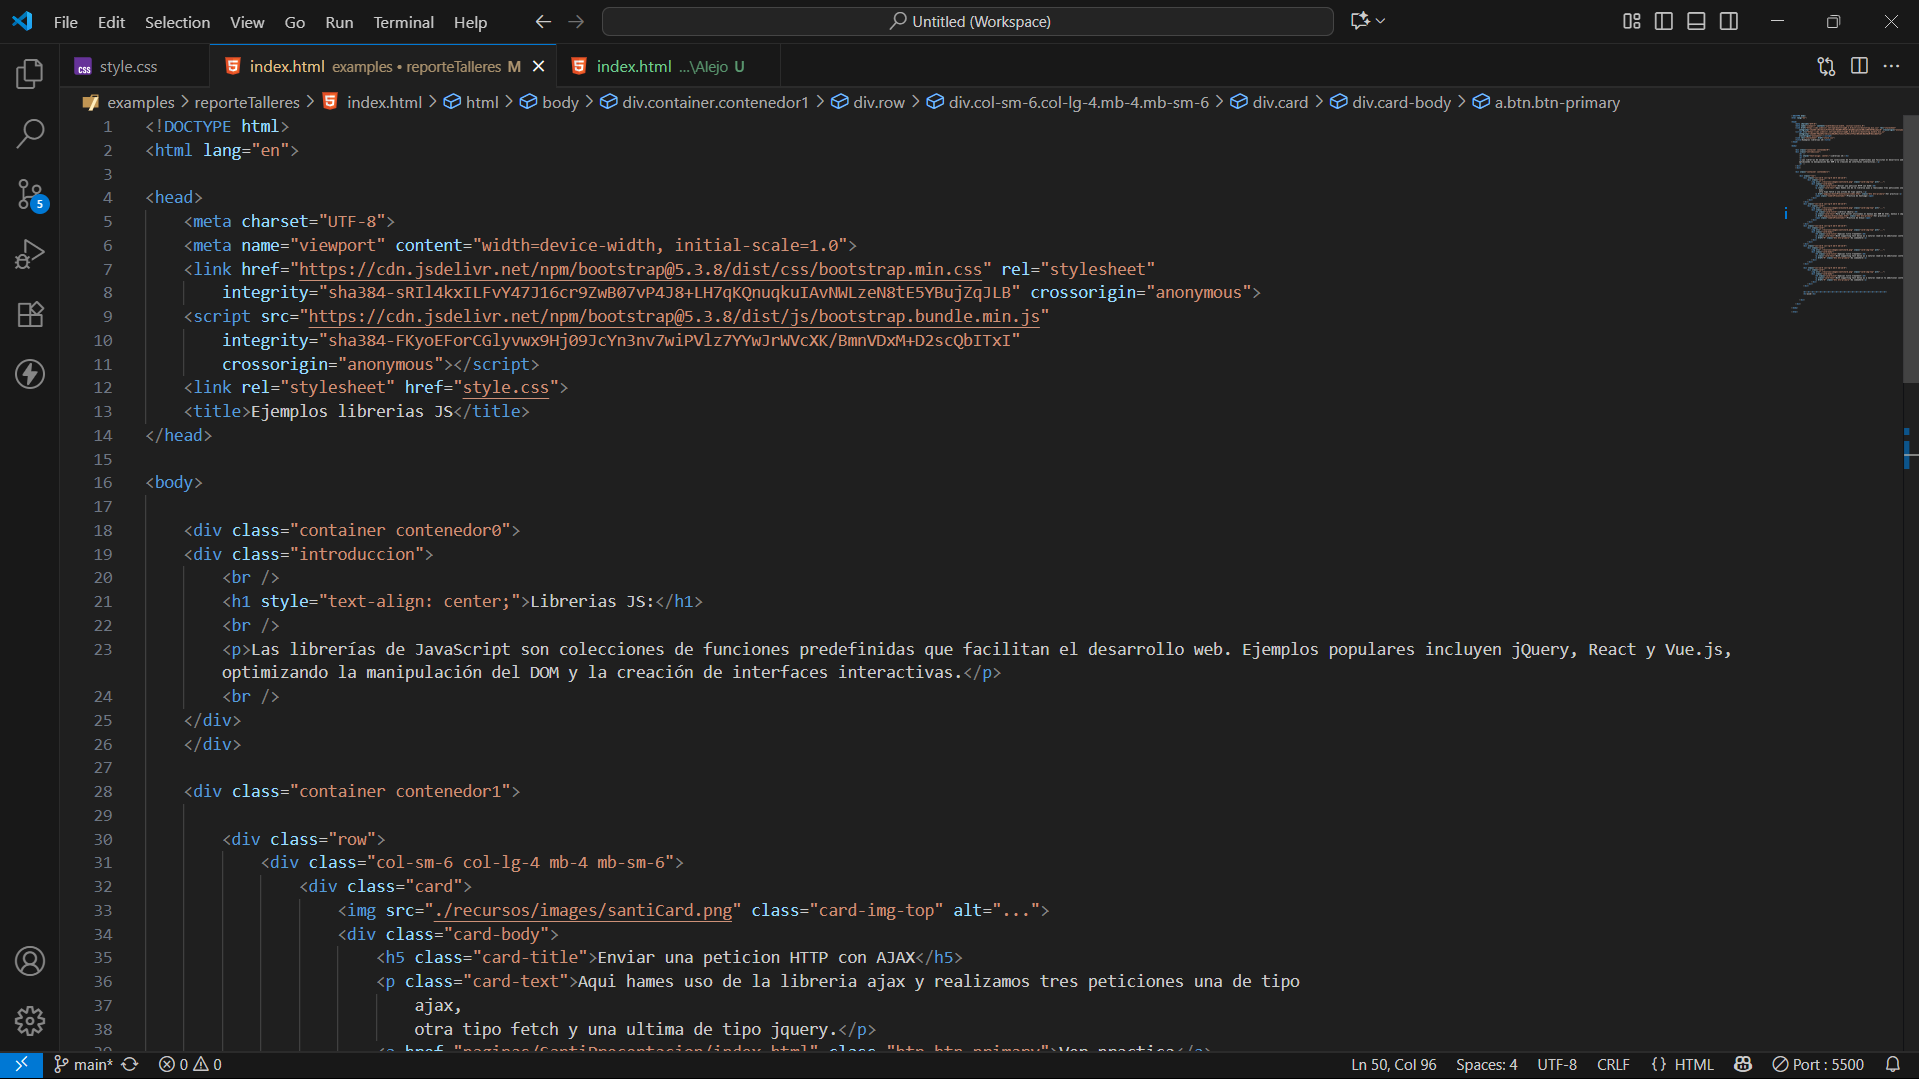 File Edit Selection View Go Run Terminal Help Untitled (Workspace)
style.css index.html examples • reporteTalleres M index.html ...\Alejo U
examples > reporteTalleres > index.html > html > body > div.container.contenedor1 > div.row > div.col-sm-6.col-lg-4.mb-4.mb-sm-6 > div.card > div.card-body > a.btn.btn-primary
1 <!DOCTYPE html>
2 <html lang="en">
3
4 <head>
5 <meta charset="UTF-8">
6 <meta name="viewport" content="width=device-width, initial-scale=1.0">
7 <link href="https://cdn.jsdelivr.net/npm/bootstrap@5.3.8/dist/css/bootstrap.min.css" rel="stylesheet"
8 integrity="sha384-sRIl4kxILFvY47J16cr9ZwB07vP4J8+LH7qKQnuqkuIAvNWLzeN8tE5YBujZqJLB" crossorigin="anonymous">
9 <script src="https://cdn.jsdelivr.net/npm/bootstrap@5.3.8/dist/js/bootstrap.bundle.min.js"
10 integrity="sha384-FKyoEForCGlyvwx9Hj09JcYn3nv7wiPVlz7YYwJrWVcXK/BmnVDxM+D2scQbITxI"
11 crossorigin="anonymous"></script>
12 <link rel="stylesheet" href="style.css">
13 <title>Ejemplos librerias JS</title>
14 </head>
15
16 <body>
17
18 <div class="container contenedor0">
19 <div class="introduccion">
20 <br />
21 <h1 style="text-align: center;">Librerias JS:</h1>
22 <br />
23 <p>Las librerías de JavaScript son colecciones de funciones predefinidas que facilitan el desarrollo web. Ejemplos populares incluyen jQuery, React y Vue.js,
optimizando la manipulación del DOM y la creación de interfaces interactivas.</p>
24 <br />
25 </div>
26 </div>
27
28 <div class="container contenedor1">
29
30 <div class="row">
31 <div class="col-sm-6 col-lg-4 mb-4 mb-sm-6">
32 <div class="card">
33 <img src="./recursos/images/santiCard.png" class="card-img-top" alt="...">
34 <div class="card-body">
35 <h5 class="card-title">Enviar una peticion HTTP con AJAX</h5>
36 <p class="card-text">Aqui hames uso de la libreria ajax y realizamos tres peticiones una de tipo
37 ajax,
38 otra tipo fetch y una ultima de tipo jquery.</p>
39 <a href="paginas/SantiPresentacion/index.html" class="btn btn-primary">Ver practica</a>
5
main* 0 0 Ln 50, Col 96 Spaces: 4 UTF-8 CRLF {} HTML Port : 5500